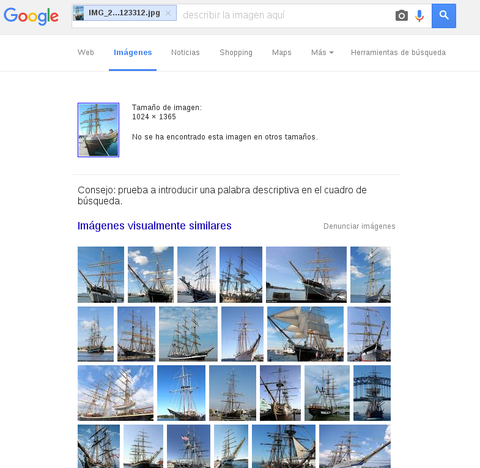 Google IMG_2...123312.jpg × describir la imagen aquí
Web Imágenes Noticias Shopping Maps Más Herramientas de búsqueda
Tamaño de imagen:
1024 × 1365
No se ha encontrado esta imagen en otros tamaños.
Consejo: prueba a introducir una palabra descriptiva en el cuadro de
búsqueda.
Imágenes visualmente similares Denunciar imágenes